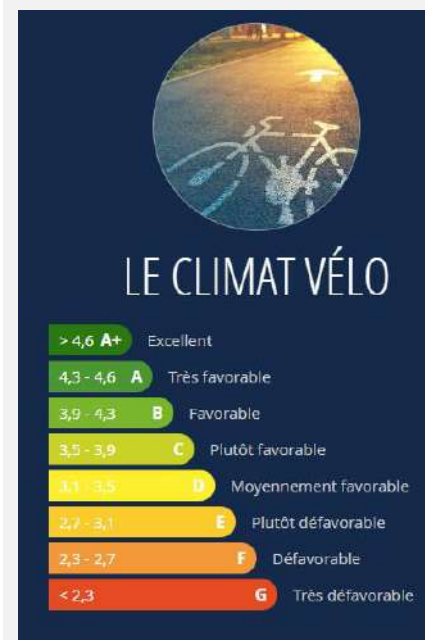 LE CLIMAT VÉLO
> 4,6 A+ Excellent
4,3 - 4,6 A Très favorable
3,9 - 4,3 B Favorable
3,5 - 3,9 C Plutôt favorable
3,1 - 3,5 D Moyennement favorable
2,7 - 3,1 E Plutôt défavorable
2,3 - 2,7 F Défavorable
< 2,3 G Très défavorable